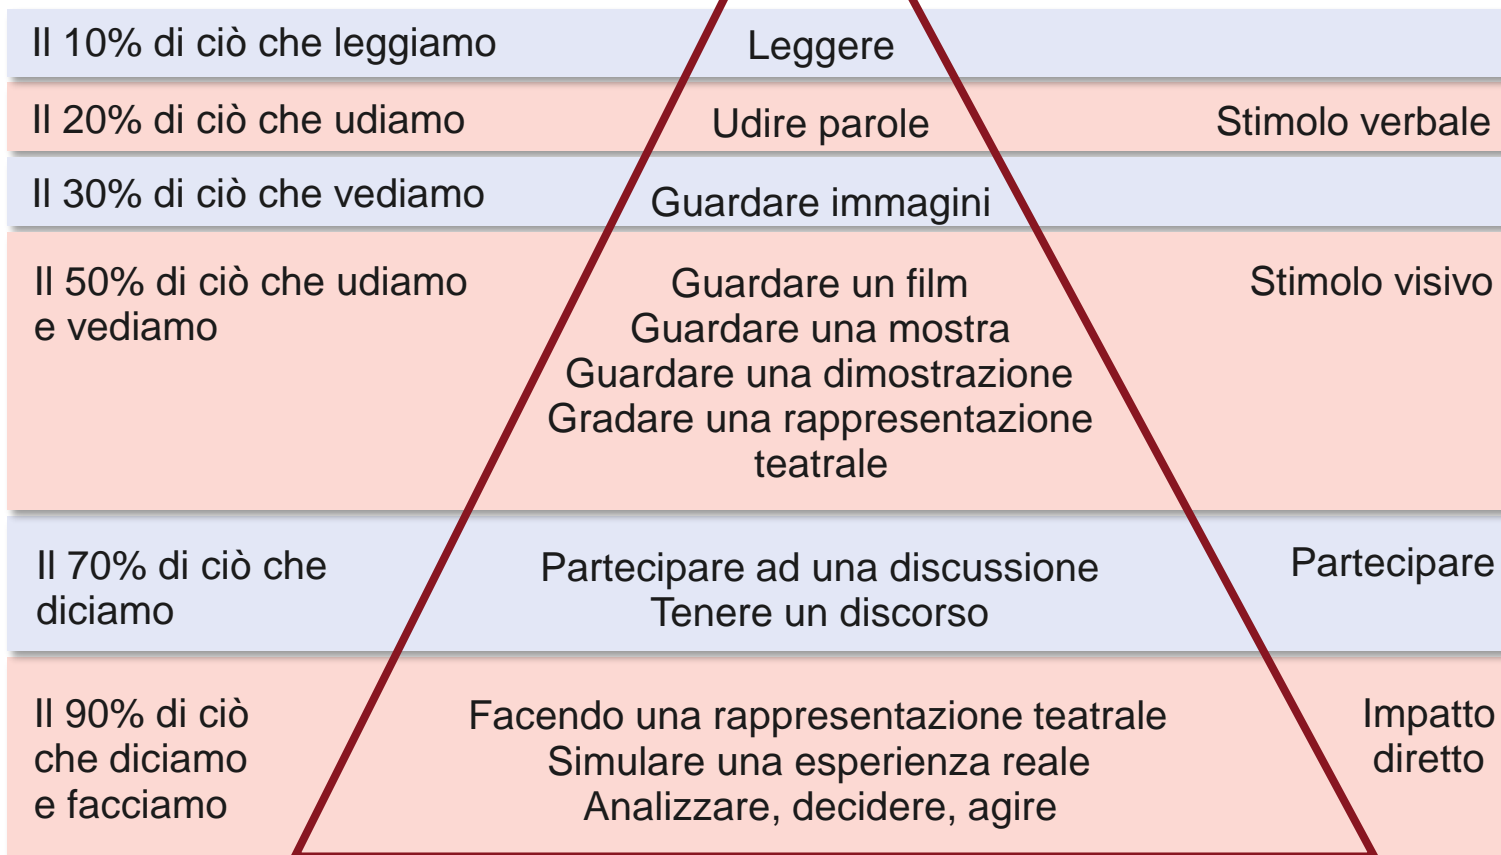 Il 10% di ciò che leggiamo
Leggere
Il 20% di ciò che udiamo
Udire parole
Stimolo verbale
Il 30% di ciò che vediamo
Guardare immagini
Il 50% di ciò che udiamo
e vediamo
Guardare un film
Guardare una mostra
Guardare una dimostrazione
Gradare una rappresentazione
teatrale
Stimolo visivo
Il 70% di ciò che
diciamo
Partecipare ad una discussione
Tenere un discorso
Partecipare
Il 90% di ciò
che diciamo
e facciamo
Facendo una rappresentazione teatrale
Simulare una esperienza reale
Analizzare, decidere, agire
Impatto
diretto